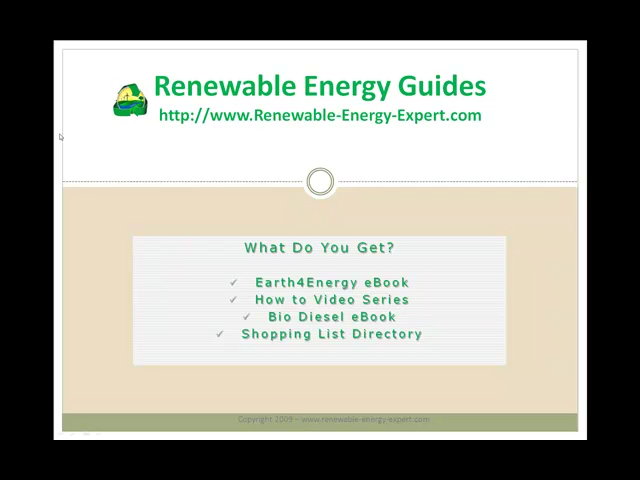 Renewable Energy Guides
http://www.Renewable-Energy-Expert.com
What Do You Get?
✓ Earth4Energy eBook
✓ How to Video Series
✓ Bio Diesel eBook
✓ Shopping List Directory
Copyright 2009 – www.renewable-energy-expert.com